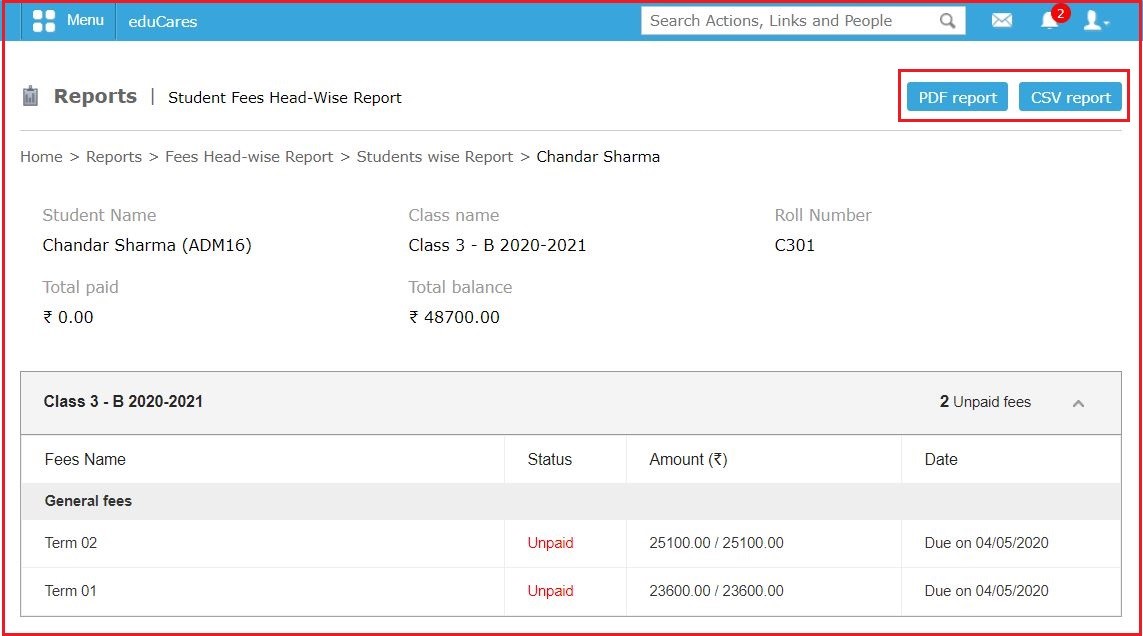 Menu eduCares Search Actions, Links and People 2
Reports | Student Fees Head-Wise Report PDF report CSV report
Home > Reports > Fees Head-wise Report > Students wise Report > Chandar Sharma
Student Name Class name Roll Number
Chandar Sharma (ADM16) Class 3 - B 2020-2021 C301
Total paid Total balance
₹ 0.00 ₹ 48700.00
Class 3 - B 2020-2021 2 Unpaid fees
Fees Name Status Amount (₹) Date
General fees
Term 02 Unpaid 25100.00 / 25100.00 Due on 04/05/2020
Term 01 Unpaid 23600.00 / 23600.00 Due on 04/05/2020